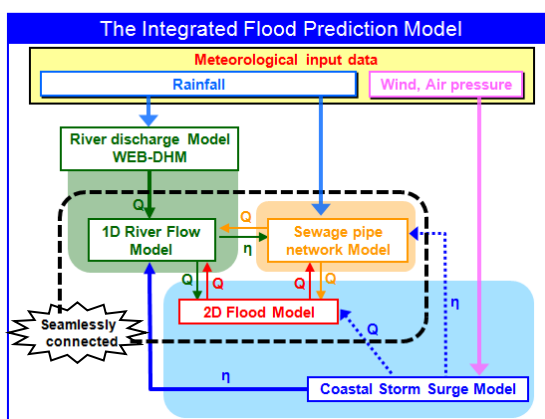 The Integrated Flood Prediction Model
Meteorological input data
Rainfall
Wind, Air pressure
River discharge Model
WEB-DHM
Q
Q
1D River Flow
Model
η
Sewage pipe
network Model
Q
Q
Q
Q
η
2D Flood Model
Q
Seamlessly
connected
η
Coastal Storm Surge Model